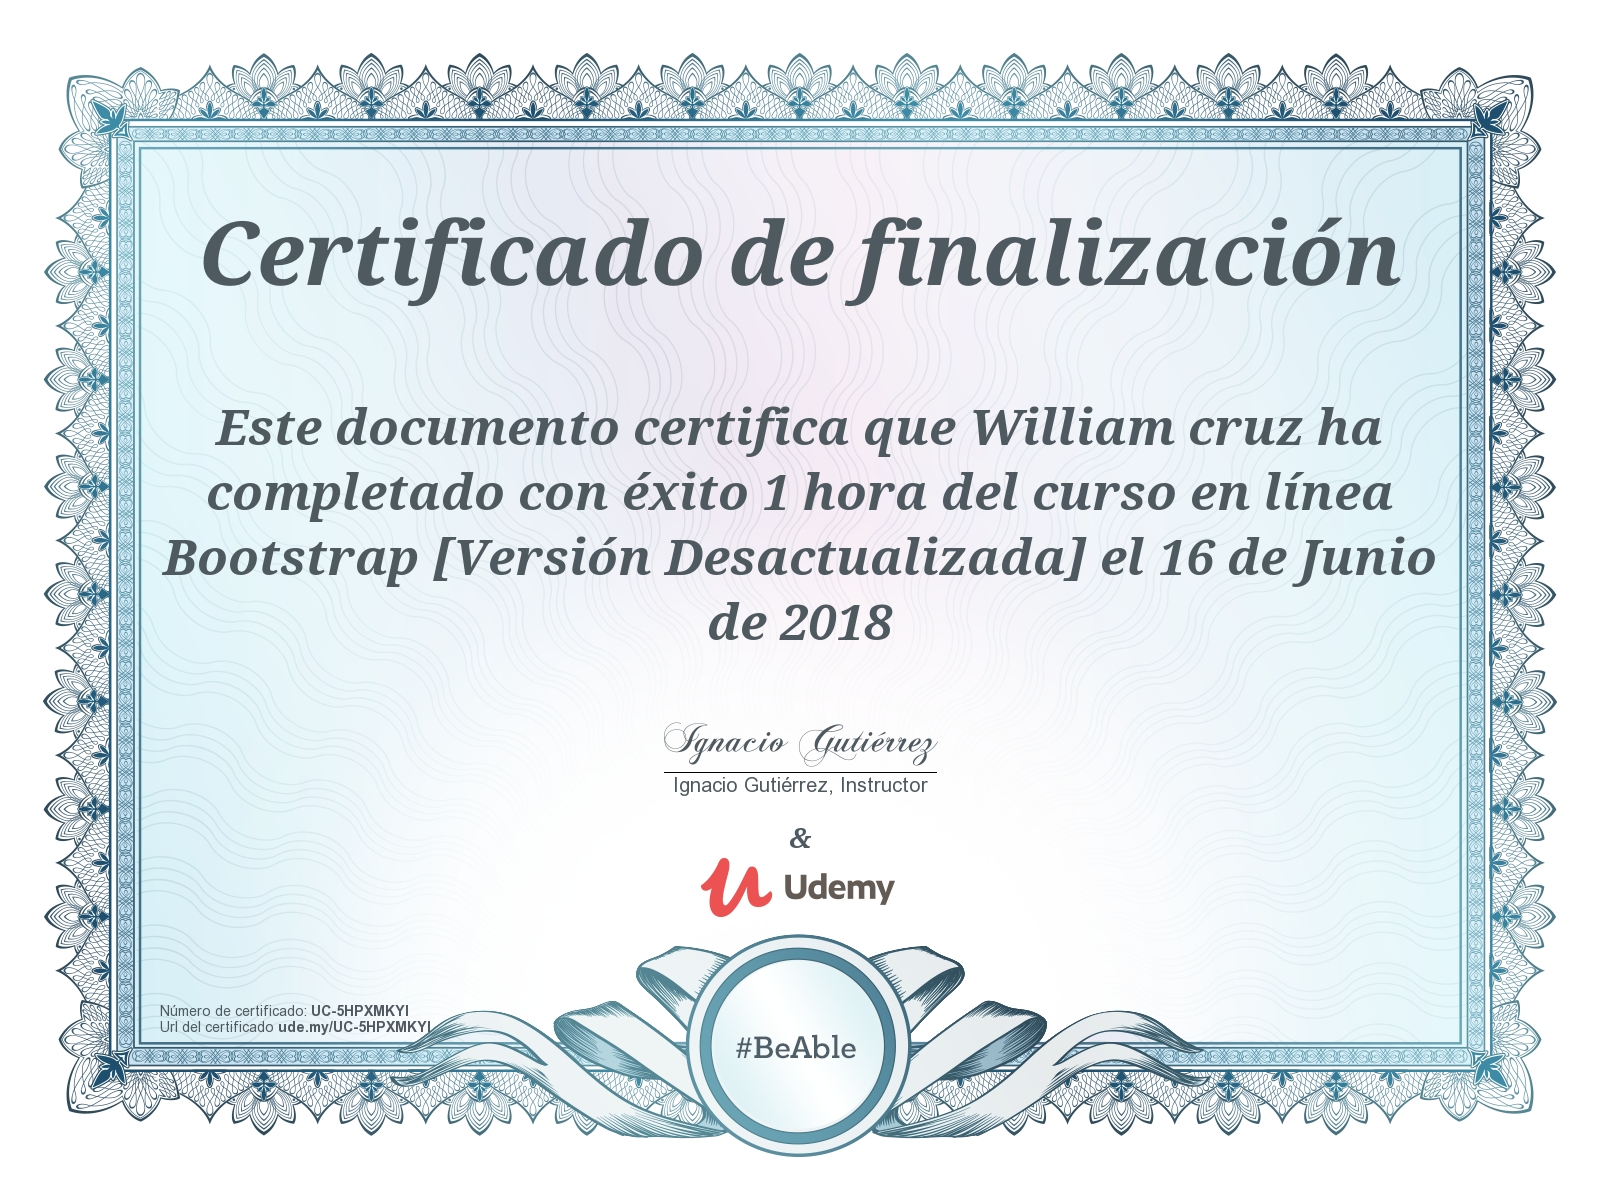 Certificado de finalización
Este documento certifica que William cruz ha
completado con éxito 1 hora del curso en línea
Bootstrap [Versión Desactualizada] el 16 de Junio
de 2018
Ignacio Gutiérrez
Ignacio Gutiérrez, Instructor
&
Udemy
Número de certificado: UC-5HPXMKYI
Url del certificado ude.my/UC-5HPXMKYI
#BeAble